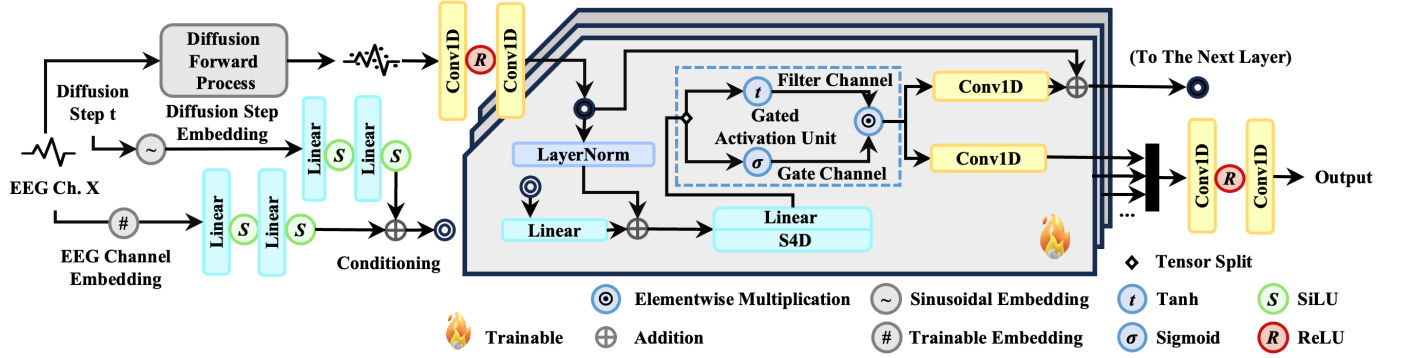 Diffusion
Forward
Process
Conv1D
R
Conv1D
Diffusion
Step t
Diffusion Step
Embedding
~
Linear
S
Linear
S
EEG Ch. X
#
EEG Channel
Embedding
Linear
S
Linear
S
Conditioning
LayerNorm
Linear
Linear
S4D
t
Filter Channel
Gated
Activation Unit
σ
Gate Channel
Conv1D
Conv1D
(To The Next Layer)
...
Conv1D
R
Conv1D
Output
Tensor Split
Elementwise Multiplication
~ Sinusoidal Embedding
t Tanh
S SiLU
Trainable
Addition
# Trainable Embedding
σ Sigmoid
R ReLU